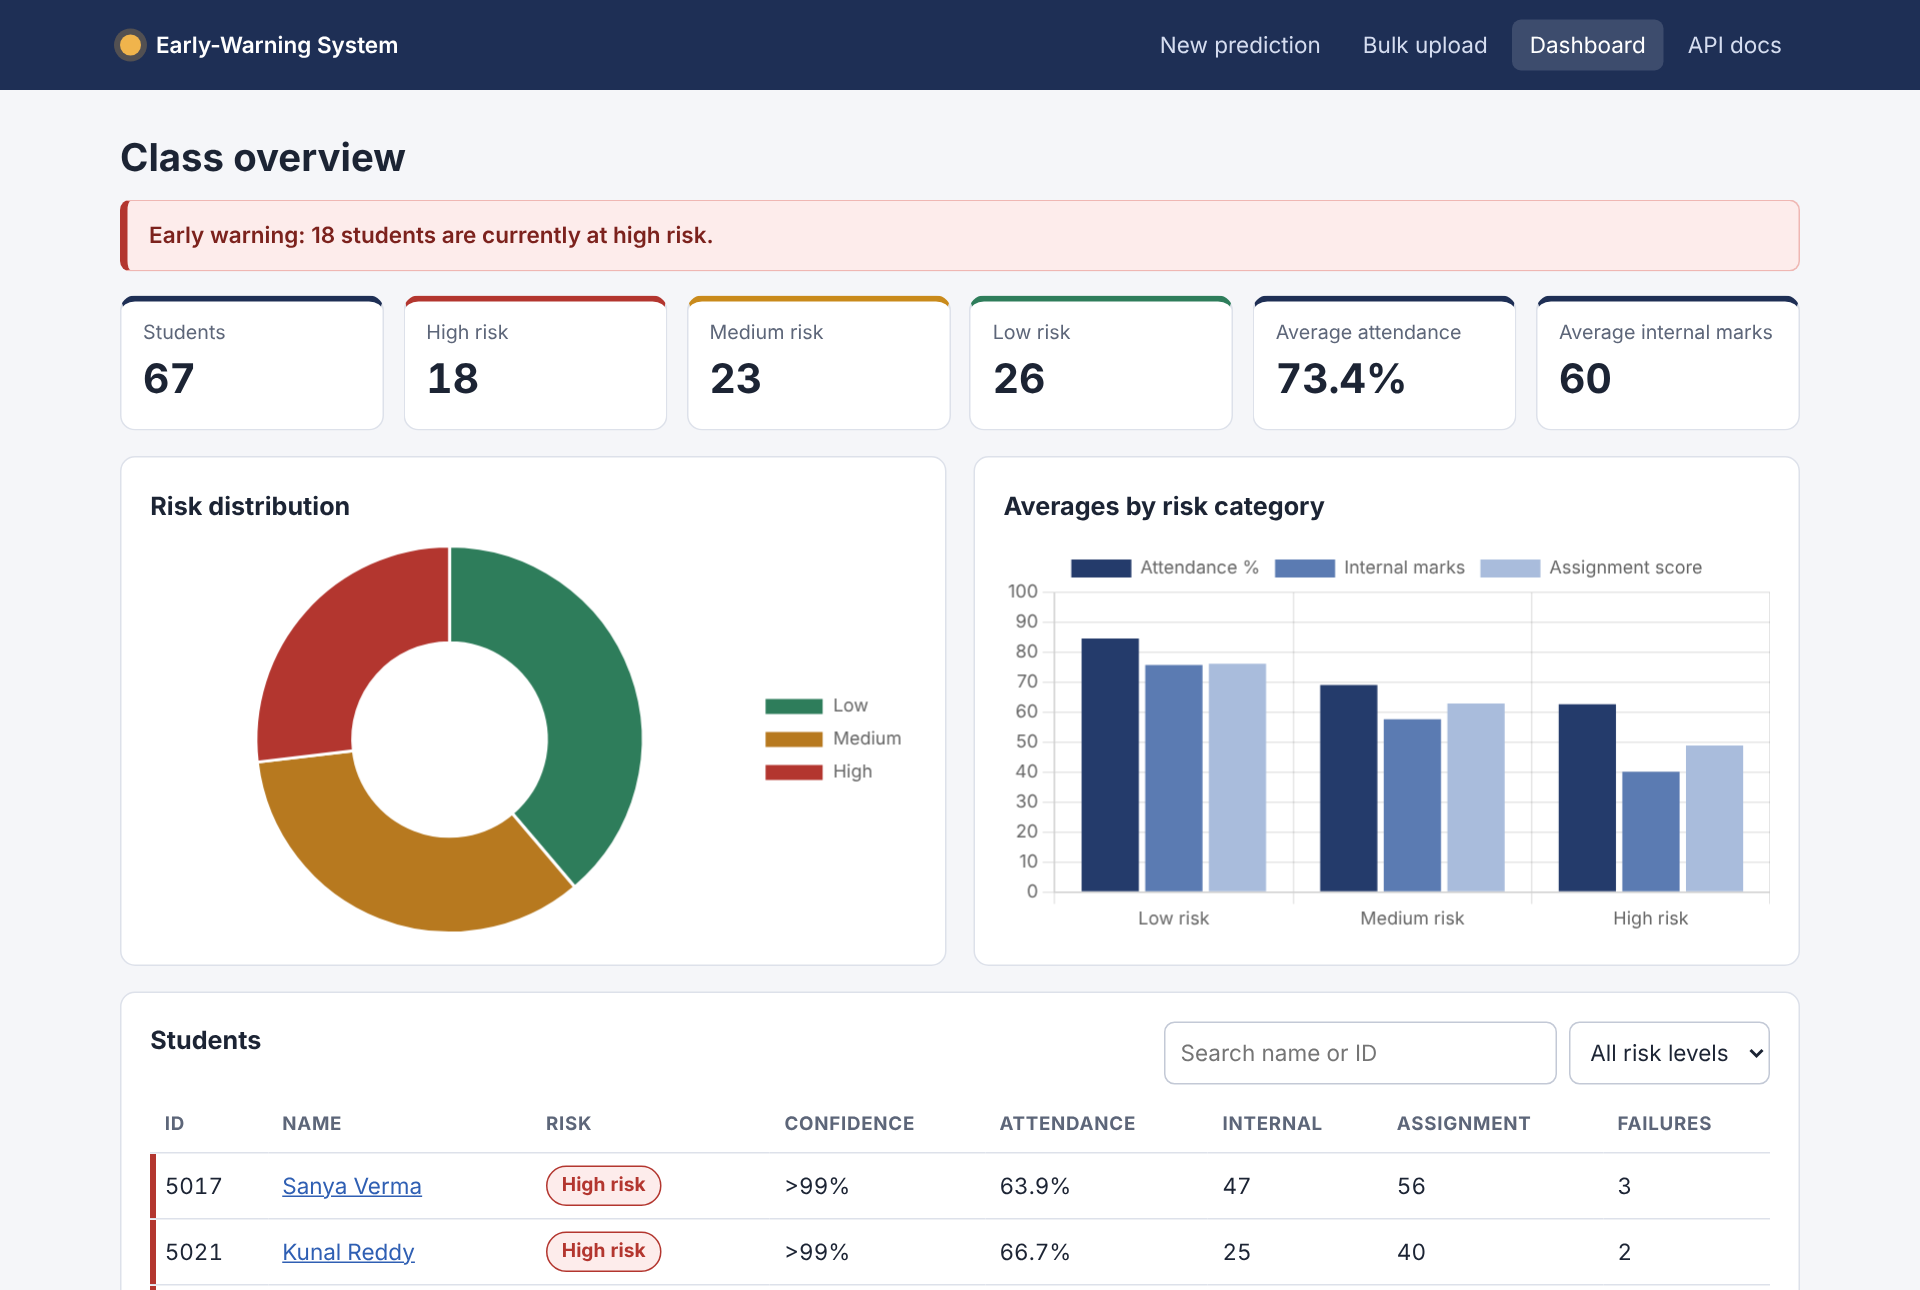 Early-Warning System
New prediction Bulk upload Dashboard API docs
Class overview
Early warning: 18 students are currently at high risk.
Students
67
High risk
18
Medium risk
23
Low risk
26
Average attendance
73.4%
Average internal marks
60
Risk distribution
Low
Medium
High
Averages by risk category
Attendance % Internal marks Assignment score
100
90
80
70
60
50
40
30
20
10
0
Low risk Medium risk High risk
Students
Search name or ID
All risk levels
ID NAME RISK CONFIDENCE ATTENDANCE INTERNAL ASSIGNMENT FAILURES
5017 Sanya Verma High risk >99% 63.9% 47 56 3
5021 Kunal Reddy High risk >99% 66.7% 25 40 2